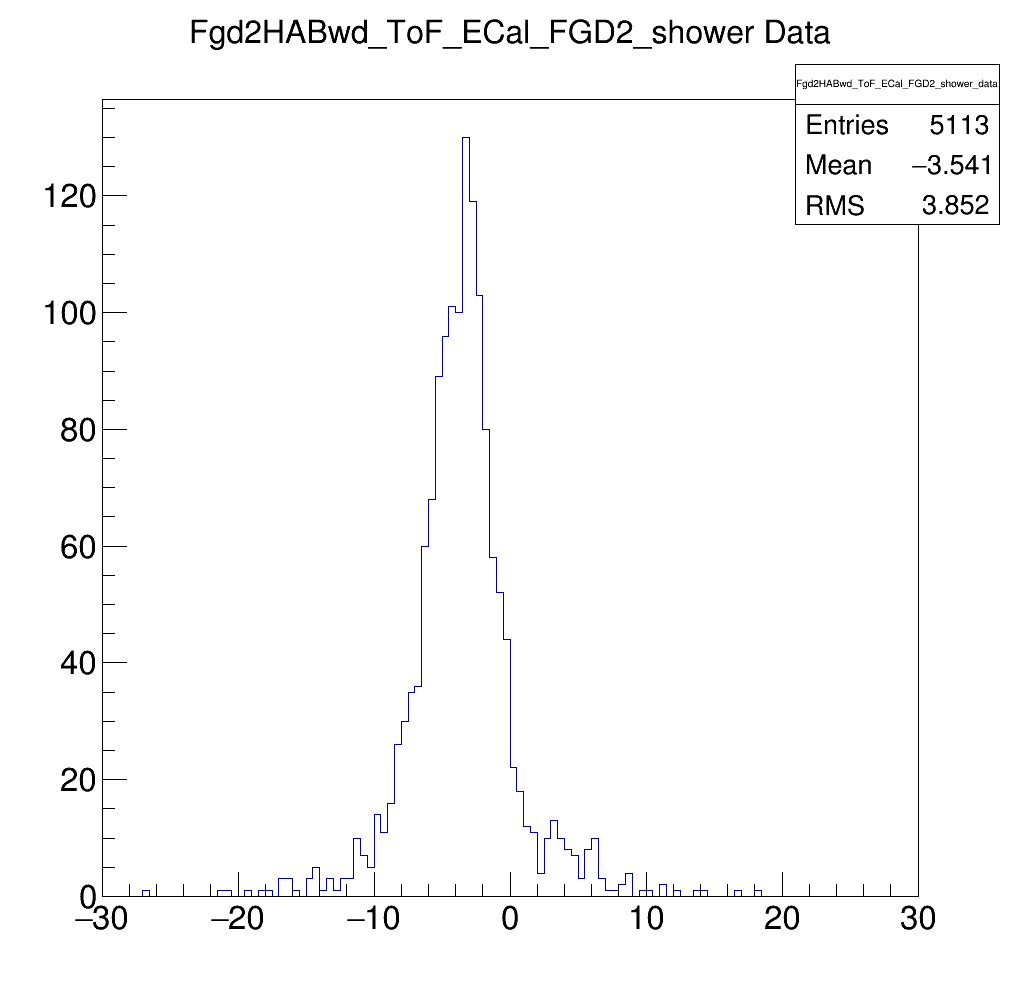 Fgd2HABwd_ToF_ECal_FGD2_shower Data
Fgd2HABwd_ToF_ECal_FGD2_shower_data
Entries 5113
Mean −3.541
RMS 3.852
120
100
80
60
40
20
0
−30 −20 −10 0 10 20 30